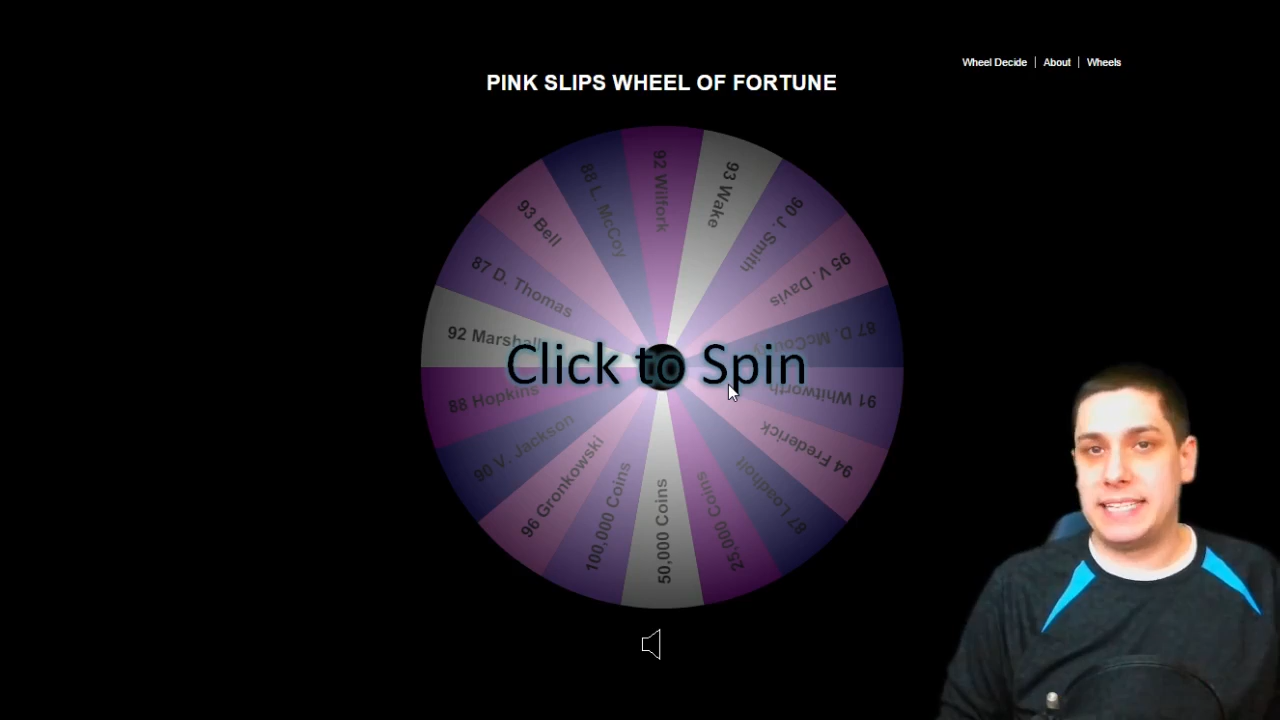 Wheel Decide | About | Wheels
PINK SLIPS WHEEL OF FORTUNE
92 Wilfork
93 Wake
90 J. Smith
95 V. Davis
87 D. McCourty
91 Whitworth
94 Frederick
87 Loadholt
25,000 Coins
50,000 Coins
100,000 Coins
96 Gronkowski
90 V. Jackson
88 Hopkins
92 Marshall
87 D. Thomas
93 Bell
88 L. McCoy
Click to Spin